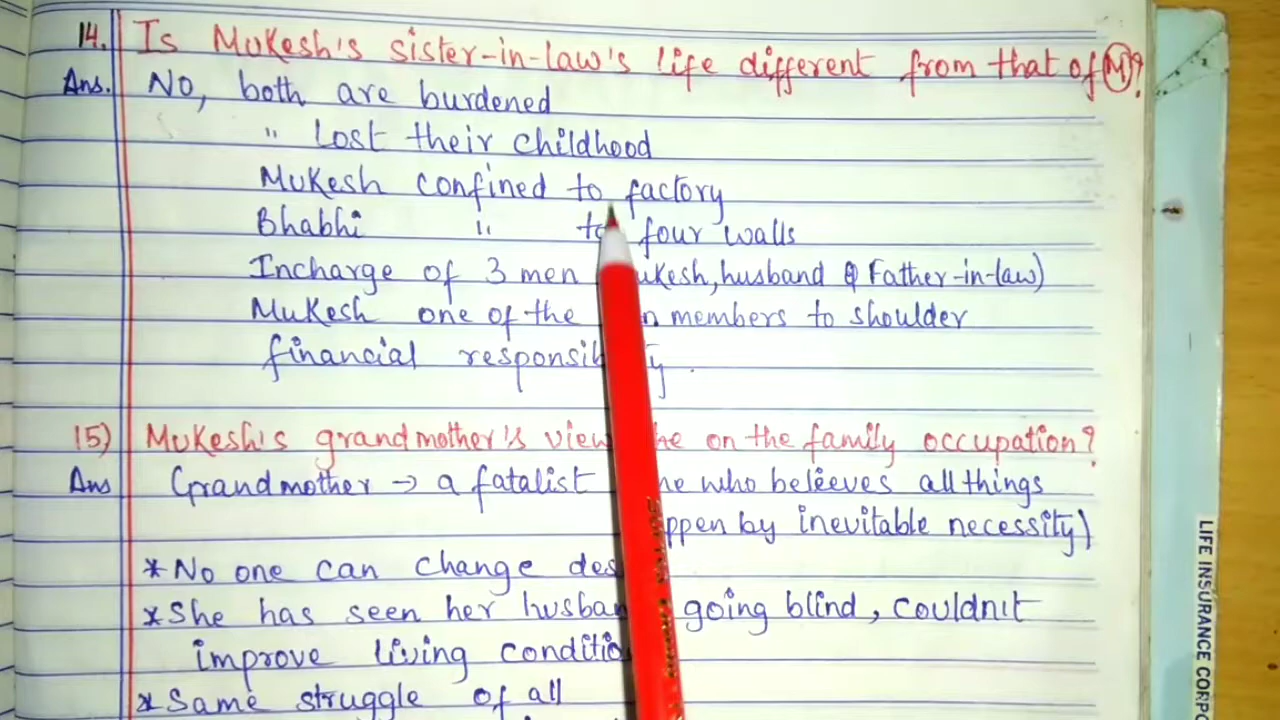 14. Is Mukesh's sister-in-law's life different from that of M?
Ans. No, both are burdened
" Lost their childhood
Mukesh confined to factory
Bhabhi " to four walls
Incharge of 3 men ukesh, husband & Father-in-law)
Mukesh one of the members to shoulder
financial responsib y.
15) Mukesh's grandmother's view on the family occupation?
Ans Grandmother → a fatalist who beleeves all things
ppen by inevitable necessity)
* No one can change des
* She has seen her husban going blind, couldn't
improve living conditio
* Same struggle of all
LIFE INSURANCE CORPO